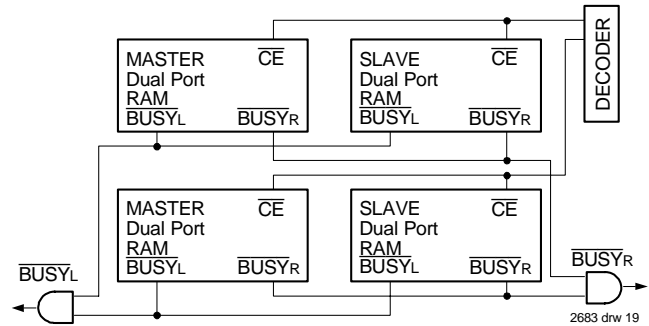 MASTER
Dual Port
RAM
BUSYL
CE
BUSYR
SLAVE
Dual Port
RAM
BUSYL
CE
BUSYR
DECODER
MASTER
Dual Port
RAM
BUSYL
CE
BUSYR
SLAVE
Dual Port
RAM
BUSYL
CE
BUSYR
BUSYL
BUSYR
2683 drw 19